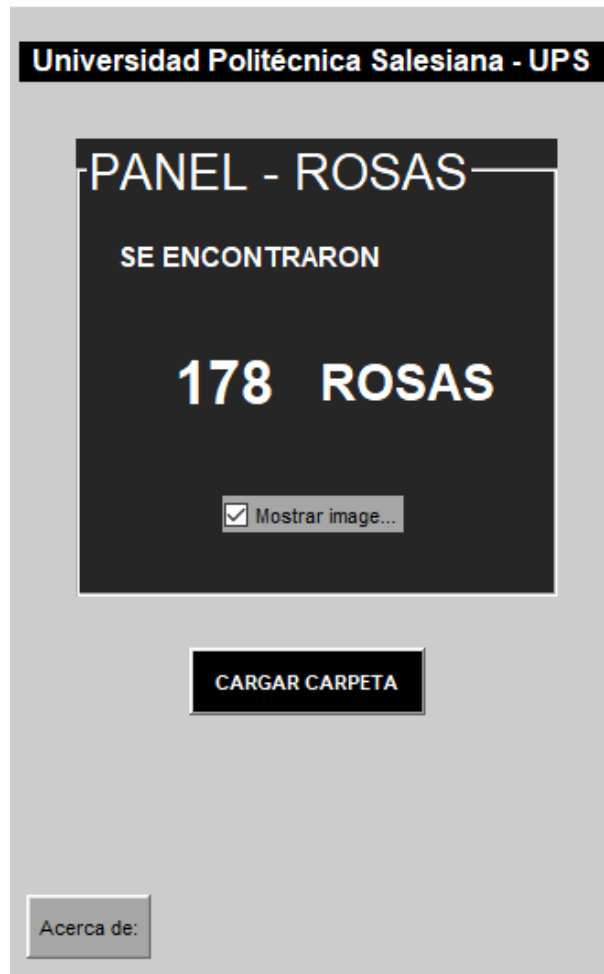 Universidad Politécnica Salesiana - UPS
PANEL - ROSAS
SE ENCONTRARON
178 ROSAS
Mostrar image...
CARGAR CARPETA
Acerca de: